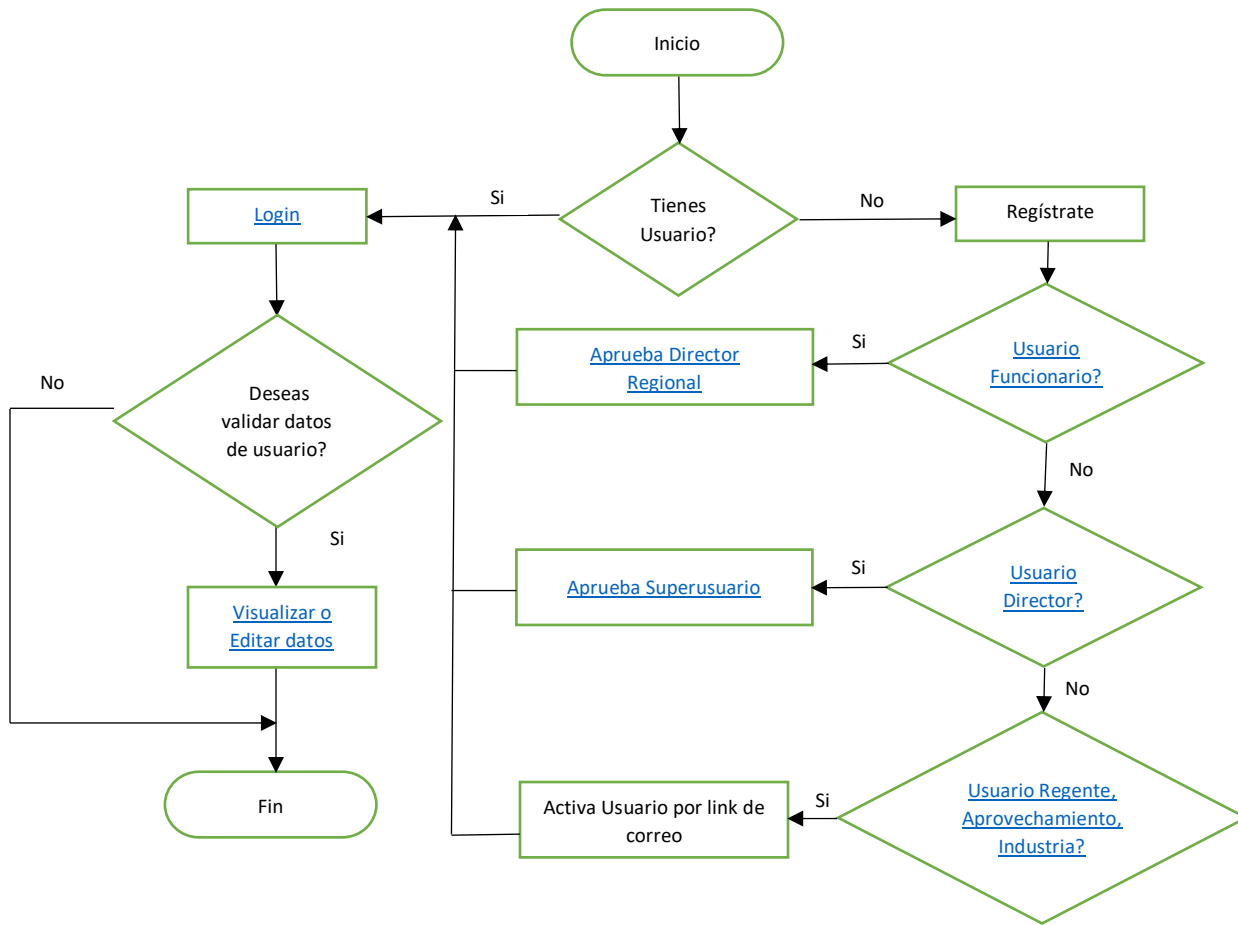 Inicio
Si
Tienes
Usuario?
No
Login
Regístrate
Si
Aprueba Director
Regional
Usuario
Funcionario?
No
Deseas
validar datos
de usuario?
No
Si
Si
Aprueba Superusuario
Usuario
Director?
Visualizar o
Editar datos
No
Fin
Activa Usuario por link de
correo
Si
Usuario Regente,
Aprovechamiento,
Industria?